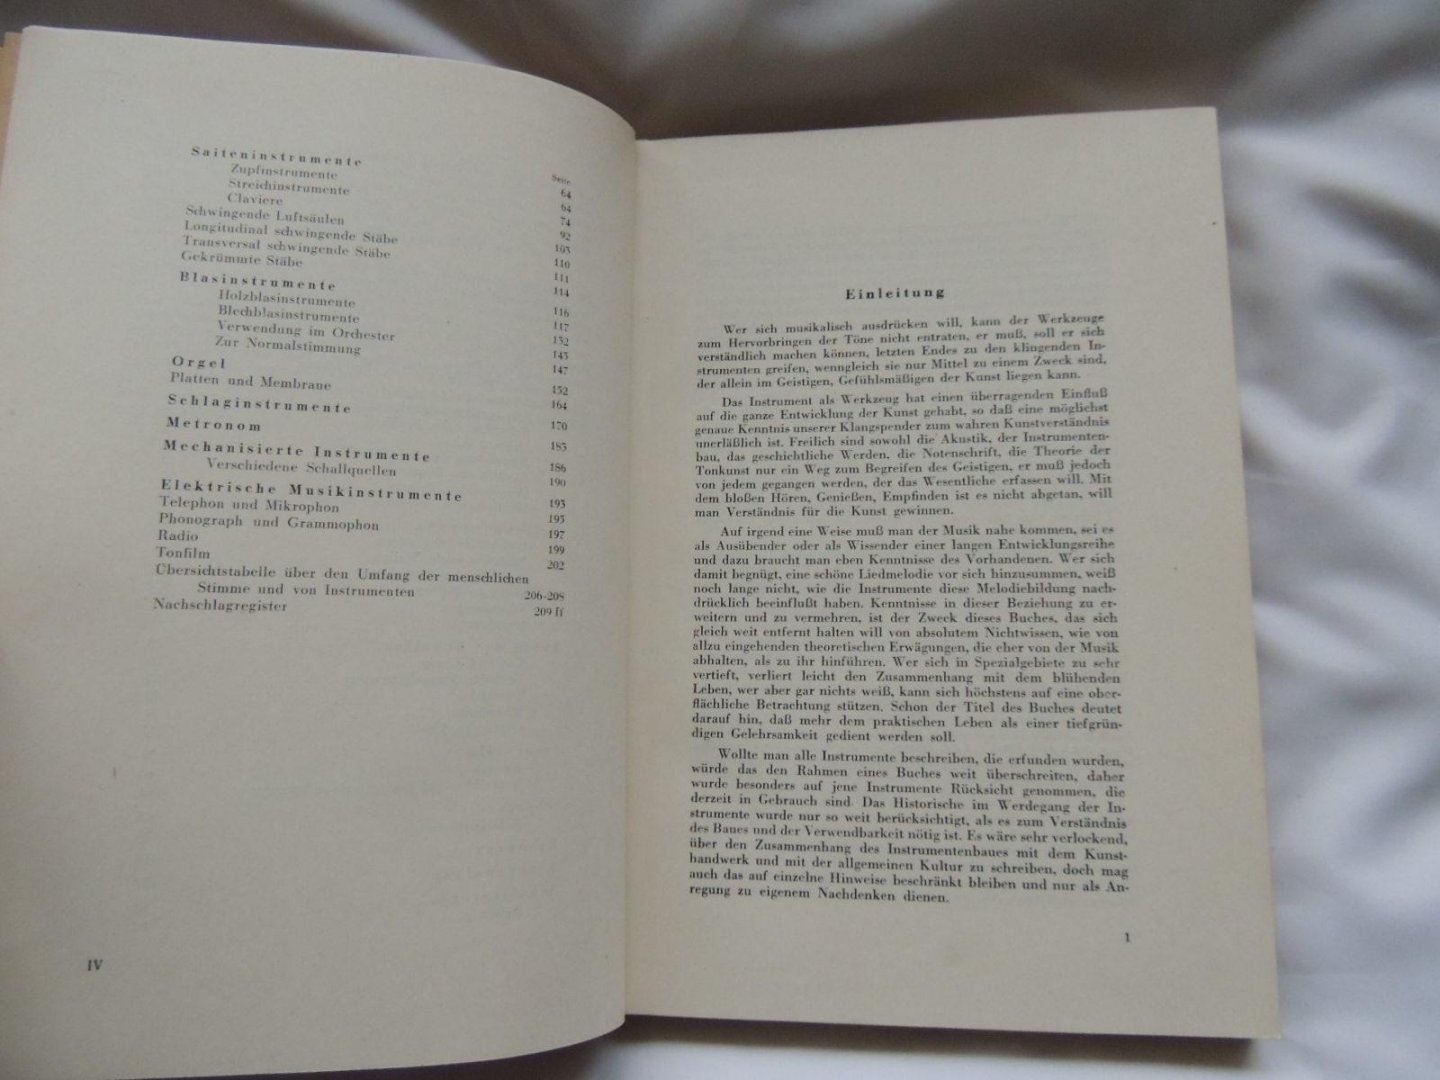 Seite
Saiteninstrumente 64
Zupfinstrumente 64
Streichinstrumente 74
Claviere 92
Schwingende Luftsäulen 103
Longitudinal schwingende Stäbe 110
Transversal schwingende Stäbe 111
Gekrümmte Stäbe 114
Blasinstrumente 116
Holzblasinstrumente 117
Blechblasinstrumente 132
Verwendung im Orchester 143
Zur Normalstimmung 147
Orgel 152
Platten und Membrane 164
Schlaginstrumente 170
Metronom 183
Mechanisierte Instrumente 186
Verschiedene Schallquellen 190
Elektrische Musikinstrumente 193
Telephon und Mikrophon 195
Phonograph und Grammophon 197
Radio 199
Tonfilm 202
Übersichtstabelle über den Umfang der menschlichen
Stimme und von Instrumenten 206-208
Nachschlagregister 209 ff
IV
Einleitung
Wer sich musikalisch ausdrücken will, kann der Werkzeuge
zum Hervorbringen der Töne nicht entraten, er muß, soll er sich
verständlich machen können, letzten Endes zu den klingenden In-
strumenten greifen, wenngleich sie nur Mittel zu einem Zweck sind,
der allein im Geistigen, Gefühlsmäßigen der Kunst liegen kann.
Das Instrument als Werkzeug hat einen überragenden Einfluß
auf die ganze Entwicklung der Kunst gehabt, so daß eine möglichst
genaue Kenntnis unserer Klangspender zum wahren Kunstverständnis
unerläßlich ist. Freilich sind sowohl die Akustik, der Instrumenten-
bau, das geschichtliche Werden, die Notenschrift, die Theorie der
Tonkunst nur ein Weg zum Begreifen des Geistigen, er muß jedoch
von jedem gegangen werden, der das Wesentliche erfassen will. Mit
dem bloßen Hören, Genießen, Empfinden ist es nicht abgetan, will
man Verständnis für die Kunst gewinnen.
Auf irgend eine Weise muß man der Musik nahe kommen, sei es
als Ausübender oder als Wissender einer langen Entwicklungsreihe
und dazu braucht man eben Kenntnisse des Vorhandenen. Wer sich
damit begnügt, eine schöne Liedmelodie vor sich hinzusummen, weiß
noch lange nicht, wie die Instrumente diese Melodiebildung nach-
drücklich beeinflußt haben. Kenntnisse in dieser Beziehung zu er-
weitern und zu vermehren, ist der Zweck dieses Buches, das sich
gleich weit entfernt halten will von absolutem Nichtwissen, wie von
allzu eingehenden theoretischen Erwägungen, die eher von der Musik
abhalten, als zu ihr hinführen. Wer sich in Spezialgebiete zu sehr
vertieft, verliert leicht den Zusammenhang mit dem blühenden
Leben, wer aber gar nichts weiß, kann sich höchstens auf eine ober-
flächliche Betrachtung stützen. Schon der Titel des Buches deutet
darauf hin, daß mehr dem praktischen Leben als einer tiefgrün-
digen Gelehrsamkeit gedient werden soll.
Wollte man alle Instrumente beschreiben, die erfunden wurden,
würde das den Rahmen eines Buches weit überschreiten, daher
wurde besonders auf jene Instrumente Rücksicht genommen, die
derzeit in Gebrauch sind. Das Historische im Werdegang der In-
strumente wurde nur so weit berücksichtigt, als es zum Verständnis
des Baues und der Verwendbarkeit nötig ist. Es wäre sehr verlockend,
über den Zusammenhang des Instrumentenbaues mit dem Kunst-
handwerk und mit der allgemeinen Kultur zu schreiben, doch mag
auch das auf einzelne Hinweise beschränkt bleiben und nur als An-
regung zu eigenem Nachdenken dienen.
1